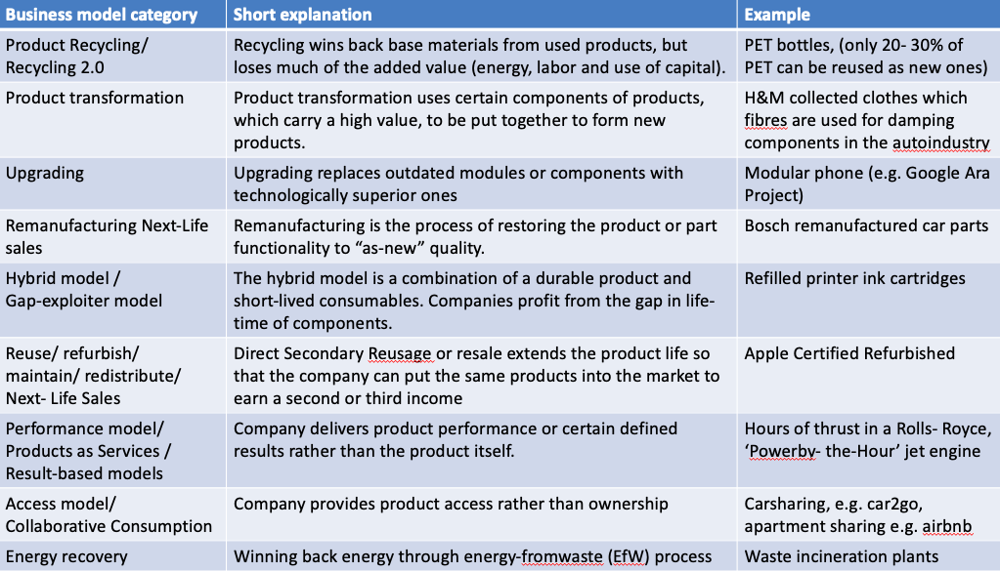 Business model category
Short explanation
Example
Product Recycling/
Recycling 2.0
Recycling wins back base materials from used products, but
loses much of the added value (energy, labor and use of capital).
PET bottles, (only 20- 30% of
PET can be reused as new ones)
Product transformation
Product transformation uses certain components of products,
which carry a high value, to be put together to form new
products.
H&M collected clothes which
fibres are used for damping
components in the autoindustry
Upgrading
Upgrading replaces outdated modules or components with
technologically superior ones
Modular phone (e.g. Google Ara
Project)
Remanufacturing Next-Life
sales
Remanufacturing is the process of restoring the product or part
functionality to “as-new” quality.
Bosch remanufactured car parts
Hybrid model /
Gap-exploiter model
The hybrid model is a combination of a durable product and
short-lived consumables. Companies profit from the gap in life-
time of components.
Refilled printer ink cartridges
Reuse/ refurbish/
maintain/ redistribute/
Next- Life Sales
Direct Secondary Reusage or resale extends the product life so
that the company can put the same products into the market to
earn a second or third income
Apple Certified Refurbished
Performance model/
Products as Services /
Result-based models
Company delivers product performance or certain defined
results rather than the product itself.
Hours of thrust in a Rolls- Royce,
‘Powerby- the-Hour’ jet engine
Access model/
Collaborative Consumption
Company provides product access rather than ownership
Carsharing, e.g. car2go,
apartment sharing e.g. airbnb
Energy recovery
Winning back energy through energy-fromwaste (EfW) process
Waste incineration plants